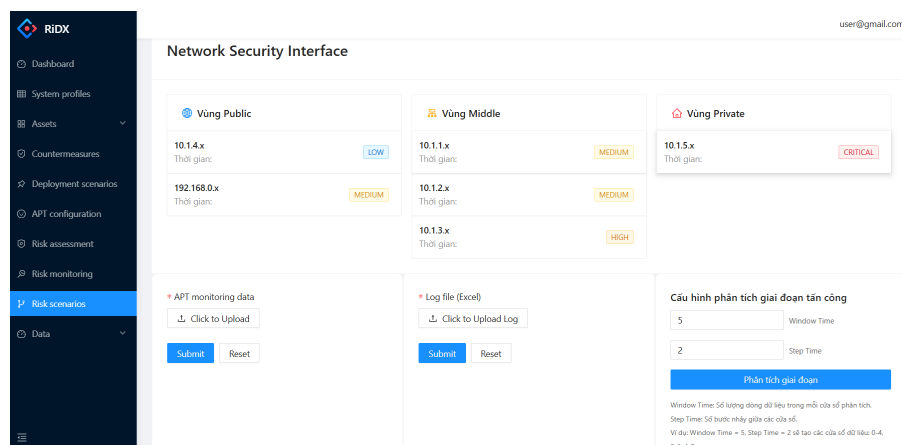 RiDX
user@gmail.com
Dashboard
System profiles
Assets
Countermeasures
Deployment scenarios
APT configuration
Risk assessment
Risk monitoring
Risk scenarios
Data
Network Security Interface
Vùng Public
10.1.4.x
LOW
Thời gian:
192.168.0.x
MEDIUM
Thời gian:
Vùng Middle
10.1.1.x
MEDIUM
Thời gian:
10.1.2.x
MEDIUM
Thời gian:
10.1.3.x
HIGH
Thời gian:
Vùng Private
10.1.5.x
CRITICAL
Thời gian:
* APT monitoring data
Click to Upload
Submit Reset
* Log file (Excel)
Click to Upload Log
Submit Reset
Cấu hình phân tích giai đoạn tấn công
5 Window Time
2 Step Time
Phân tích giai đoạn
Window Time: Số lượng dòng dữ liệu trong mỗi cửa sổ phân tích.
Step Time: Số bước nhảy giữa các cửa sổ.
Ví dụ: Window Time = 5, Step Time = 2 sẽ tạo các cửa sổ dữ liệu: 0-4,